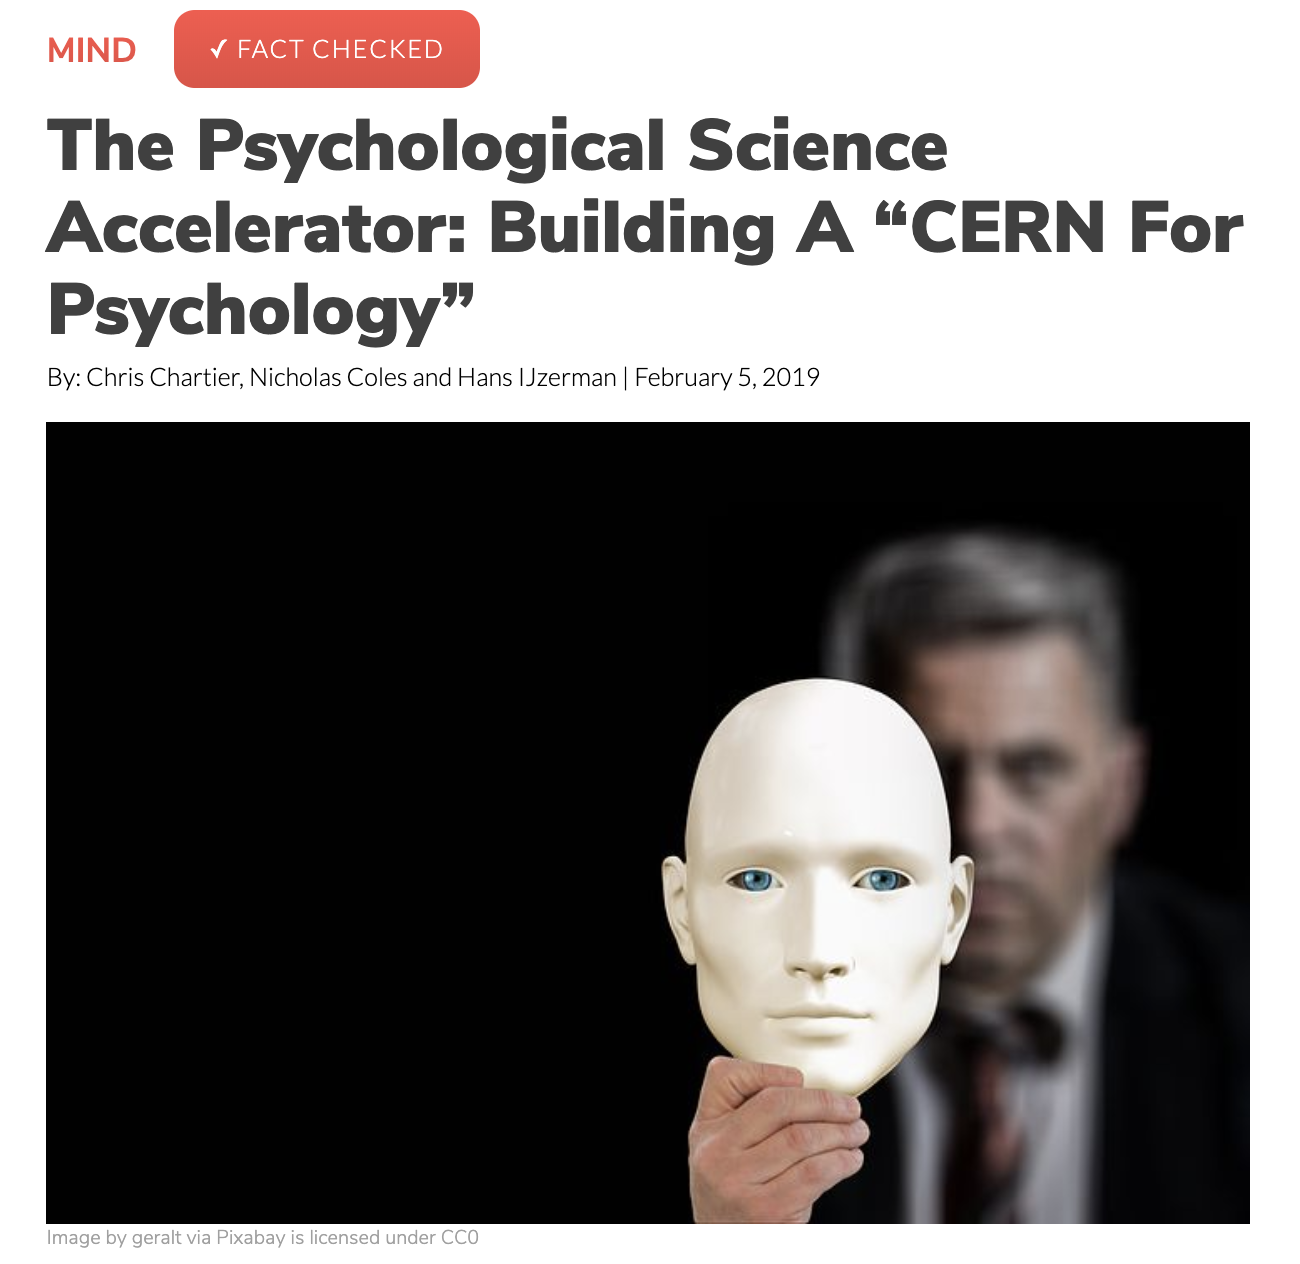 MIND
✓ FACT CHECKED
The Psychological Science
Accelerator: Building A “CERN For
Psychology”
By: Chris Chartier, Nicholas Coles and Hans IJzerman | February 5, 2019
Image by geralt via Pixabay is licensed under CC0